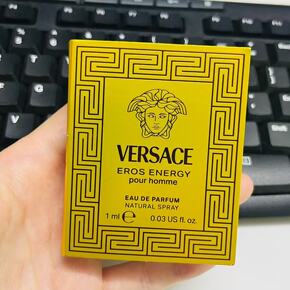 VERSACE
EROS ENERGY
pour homme
EAU DE PARFUM
NATURAL SPRAY
1 ml ℮ 0.03 US fl. oz.